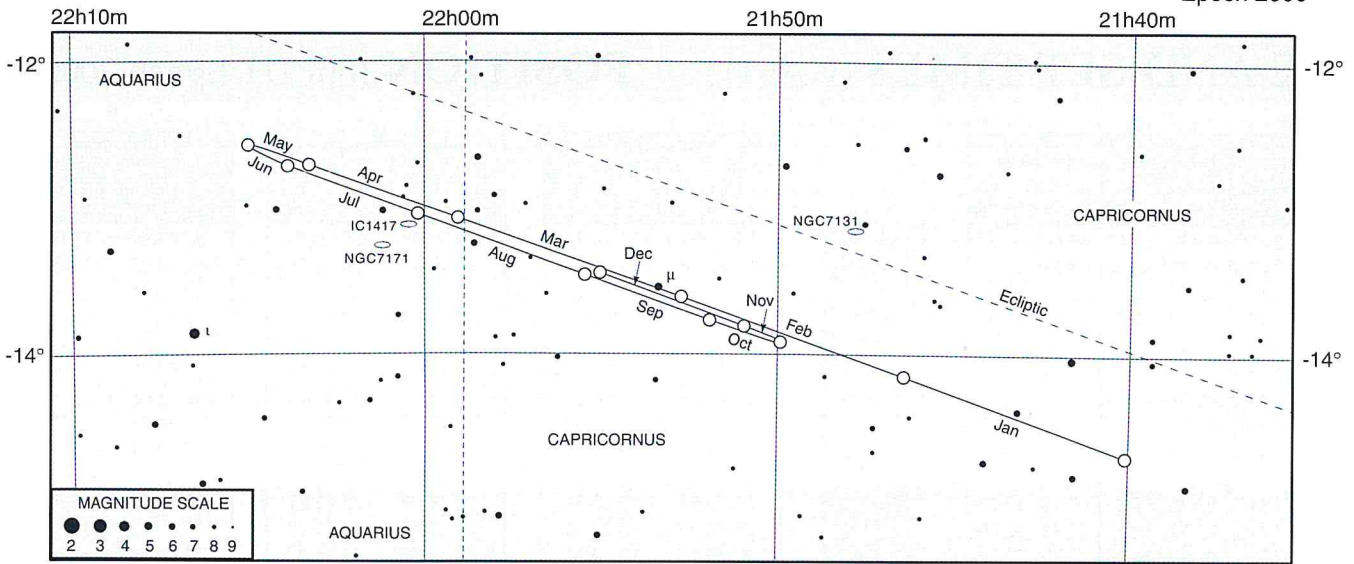 Epoch 2000
22h10m 22h00m 21h50m 21h40m
-12° -12°
AQUARIUS
May
Jun
Apr
Jul
IC1417
NGC7171
Mar
Aug
Dec
μ
NGC7131
CAPRICORNUS
Sep
Nov
Oct
Feb
Ecliptic
ι
-14° -14°
Jan
CAPRICORNUS
AQUARIUS
MAGNITUDE SCALE
2 3 4 5 6 7 8 9